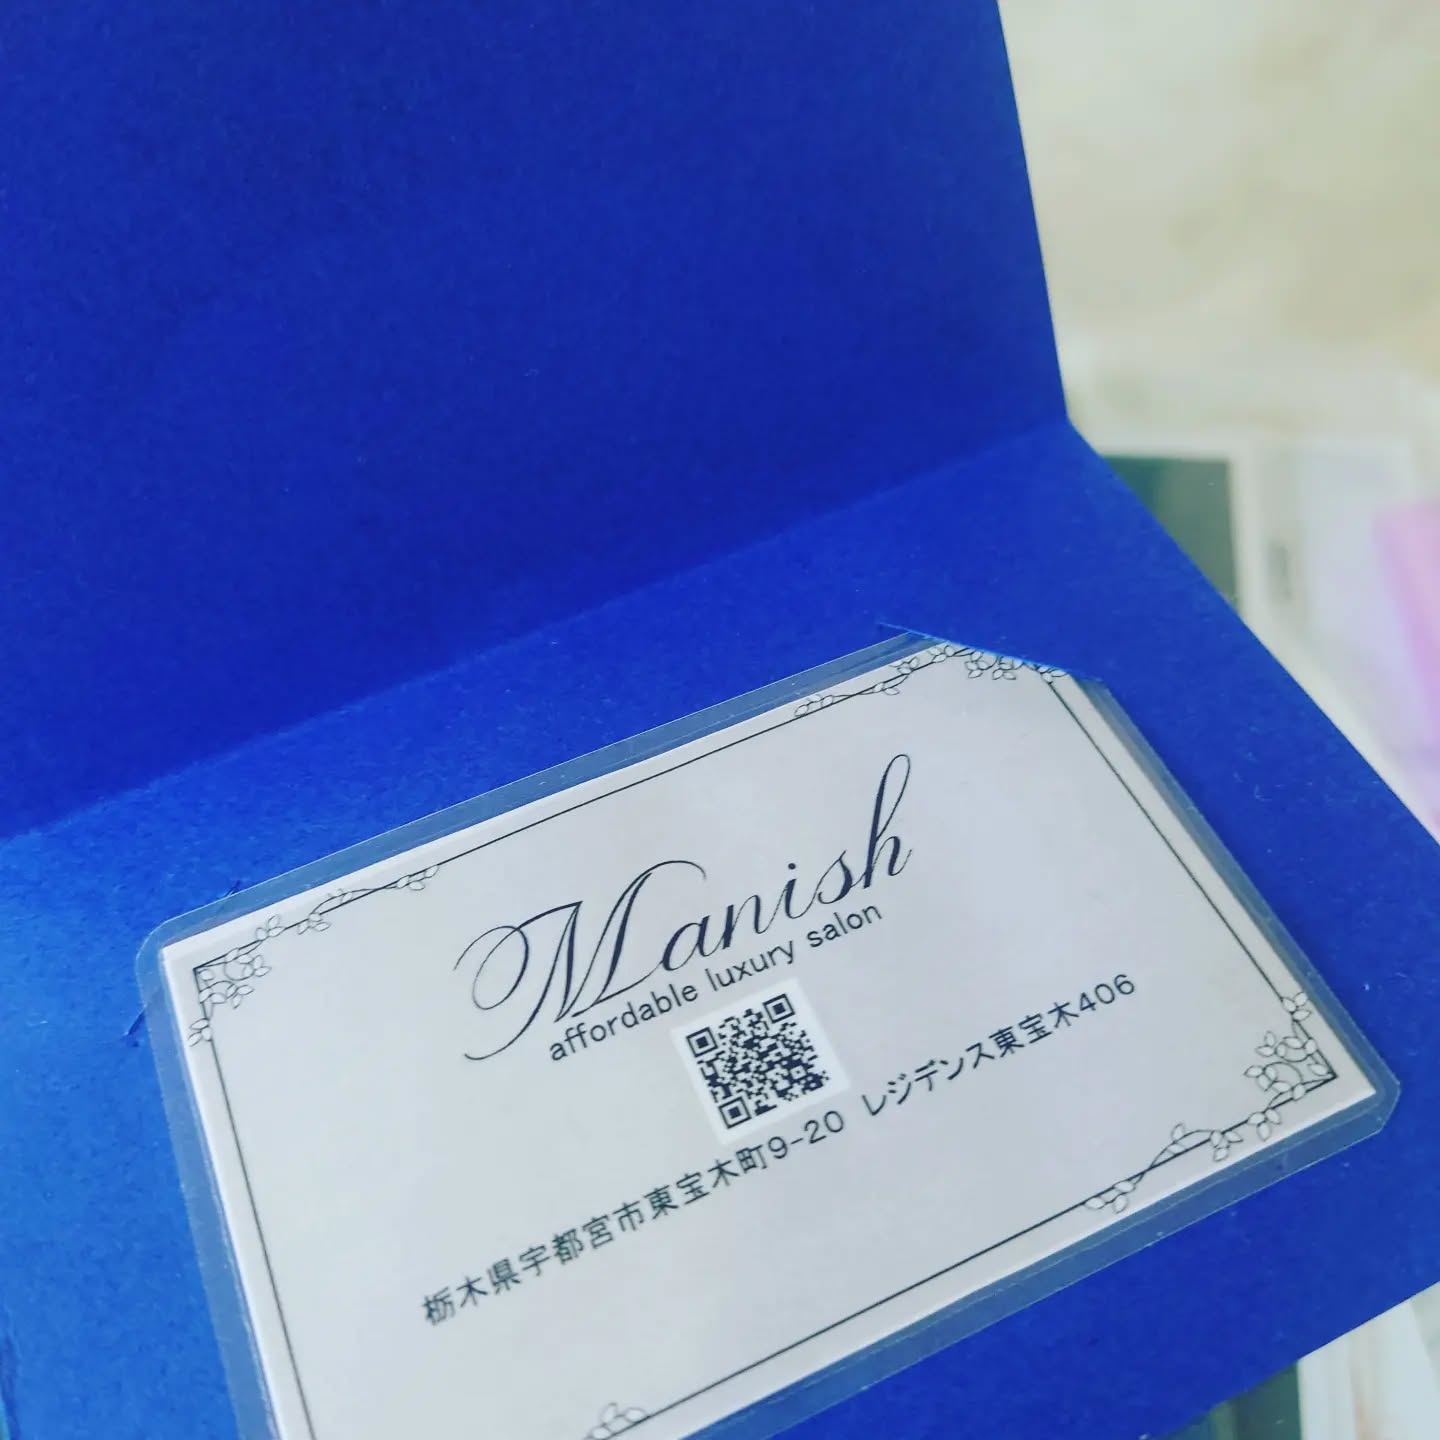 Manish
affordable luxury salon
栃木県宇都宮市東宝木町9-20 レジデンス東宝木406